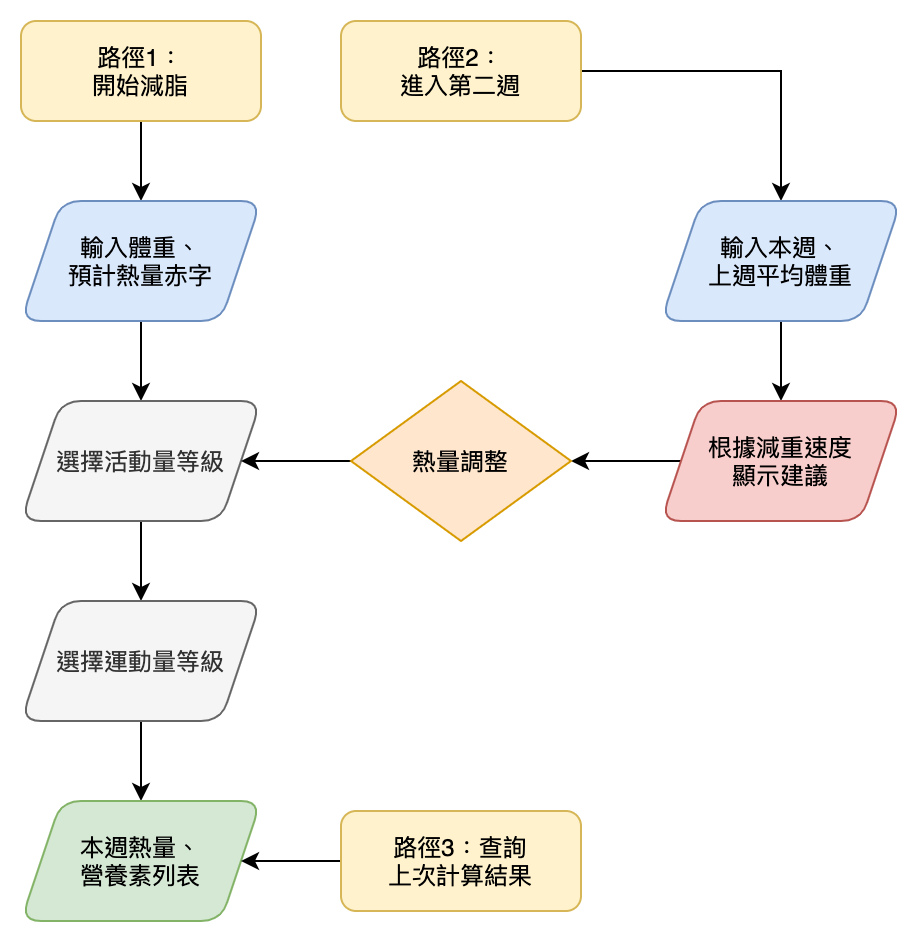 路徑1：
開始減脂
路徑2：
進入第二週
輸入體重、
預計熱量赤字
輸入本週、
上週平均體重
選擇活動量等級
熱量調整
根據減重速度
顯示建議
選擇運動量等級
本週熱量、
營養素列表
路徑3：查詢
上次計算結果